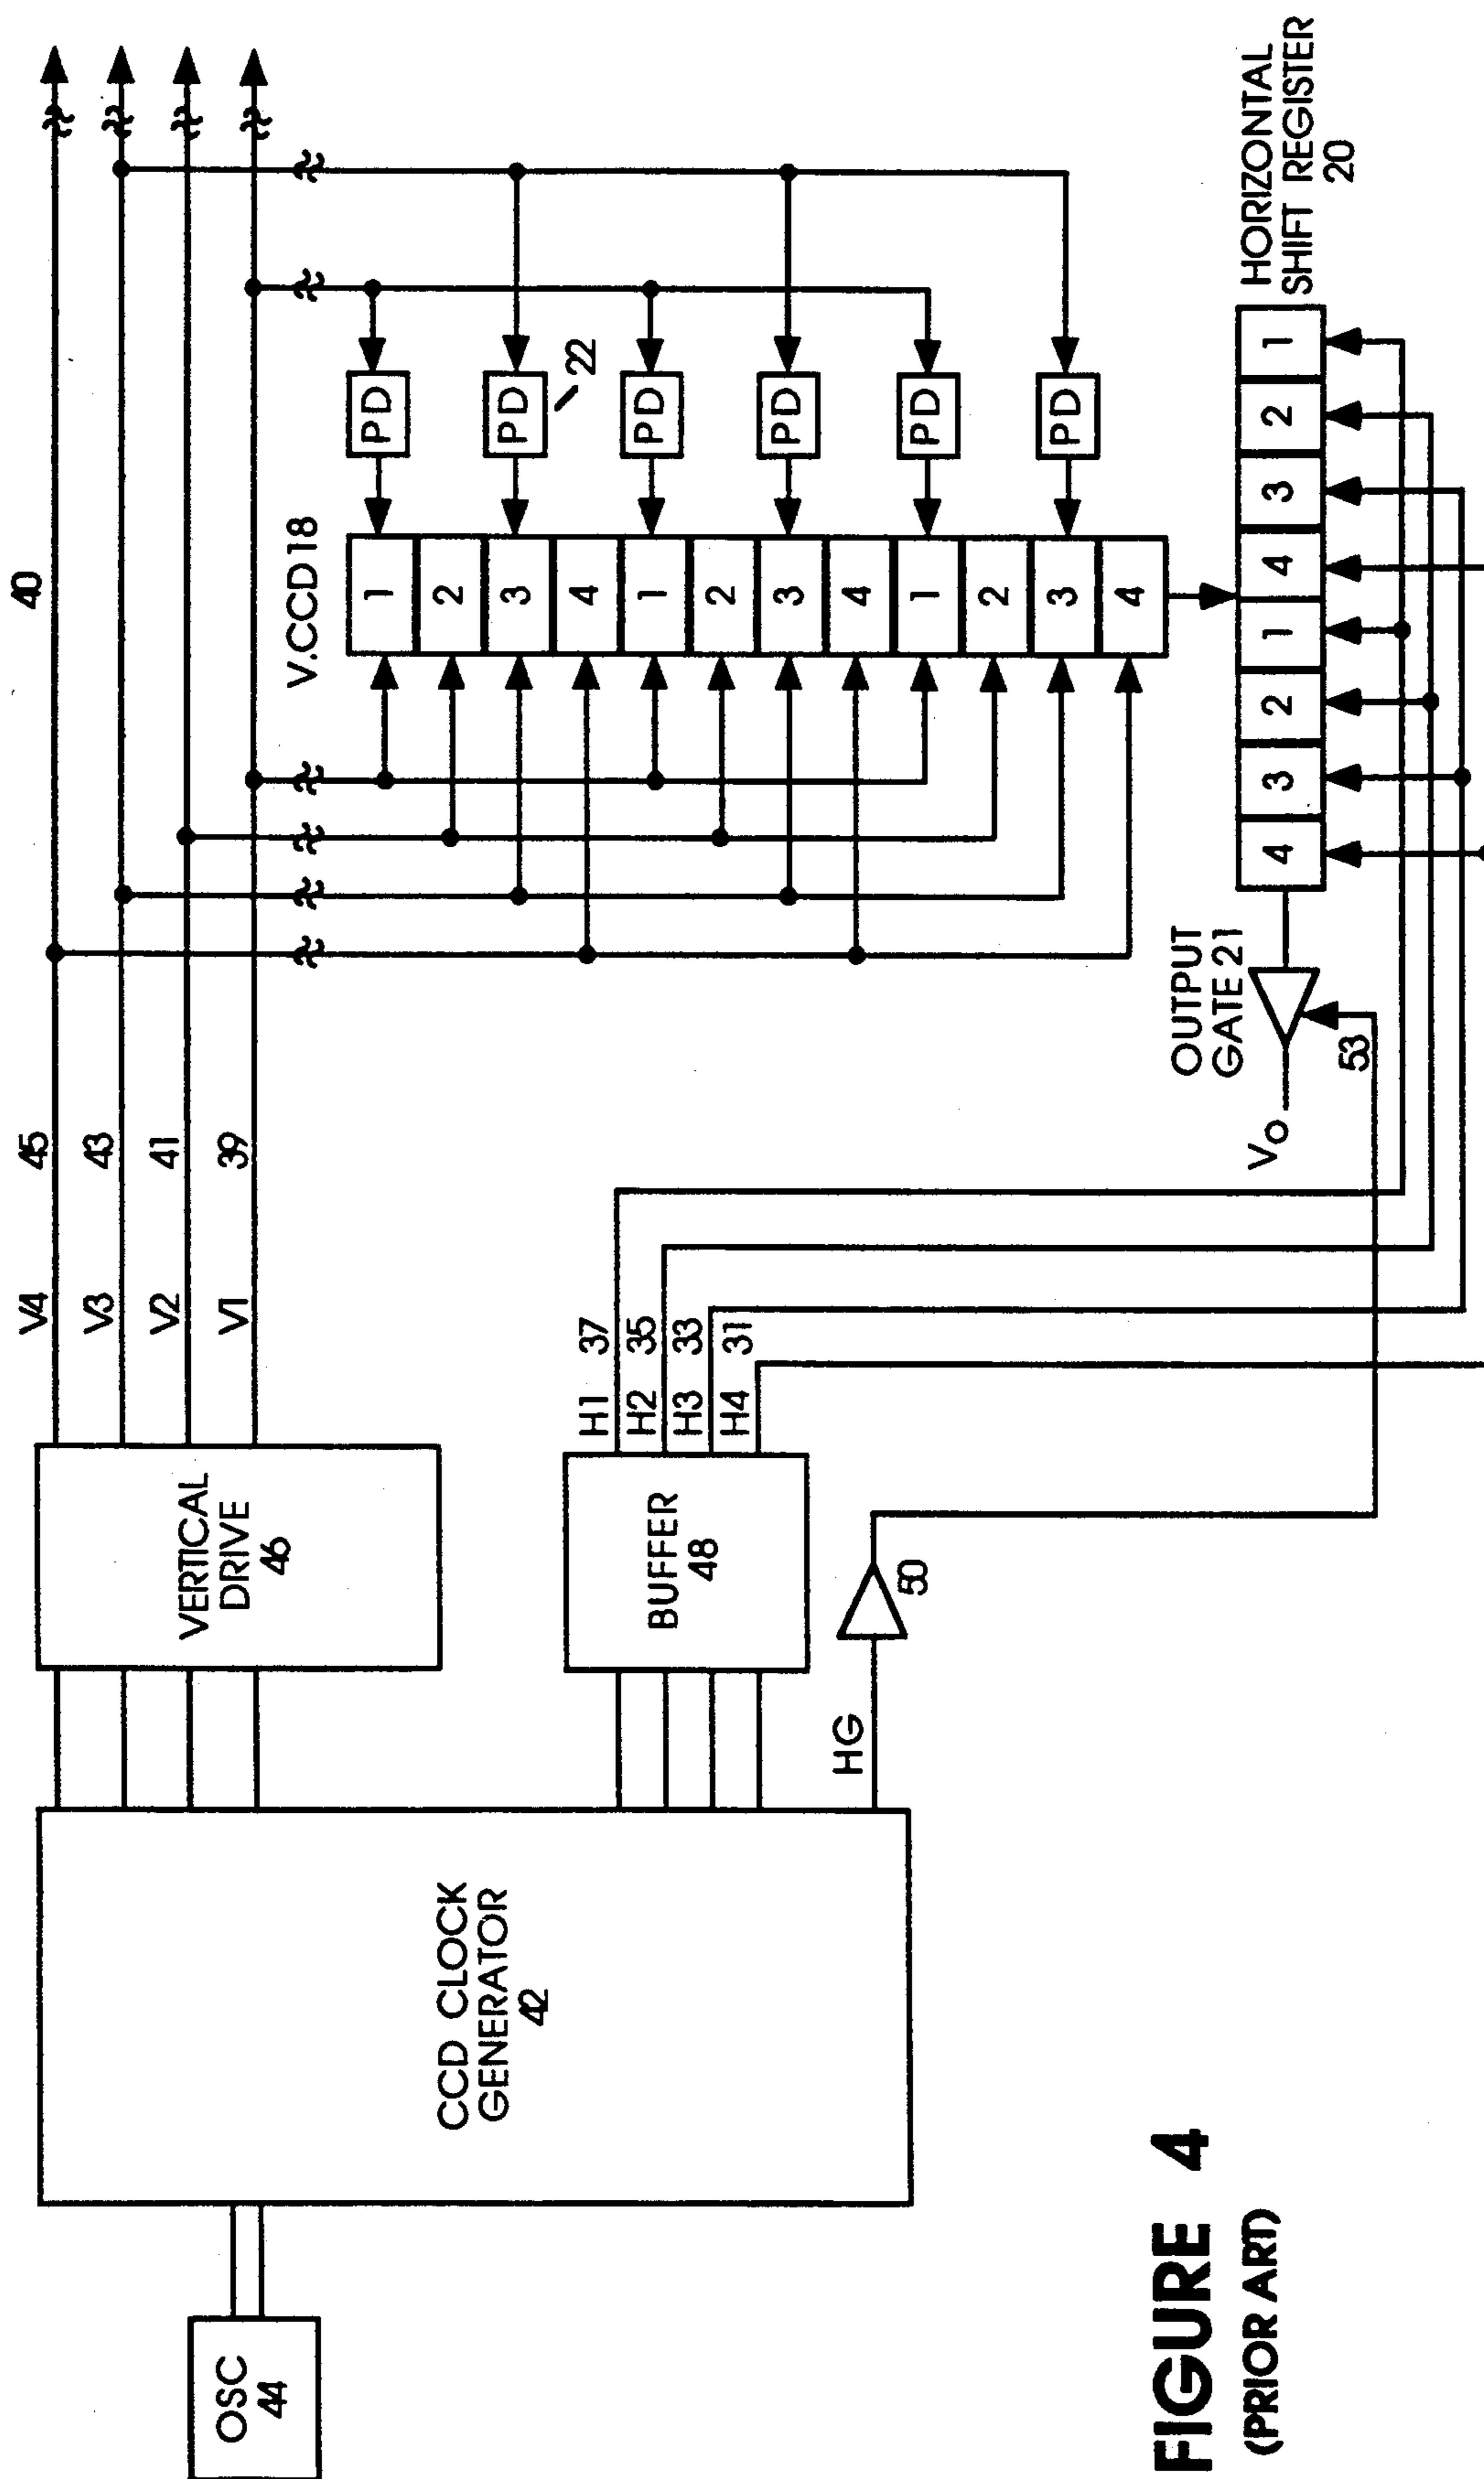 40
V4 45
V3 43
V2 41
V1 39
OSC
44
CCD CLOCK
GENERATOR
42
VERTICAL
DRIVE
46
BUFFER
48
H1 37
H2 35
H3 33
H4 31
HG
50
V.CCD 18
1
2
3
4
1
2
3
4
1
2
3
4
PD
PD
22
PD
PD
PD
PD
OUTPUT
GATE 21
VO
53
4 3 2 1 4 3 2 1
HORIZONTAL
SHIFT REGISTER
20
FIGURE 4
(PRIOR ART)